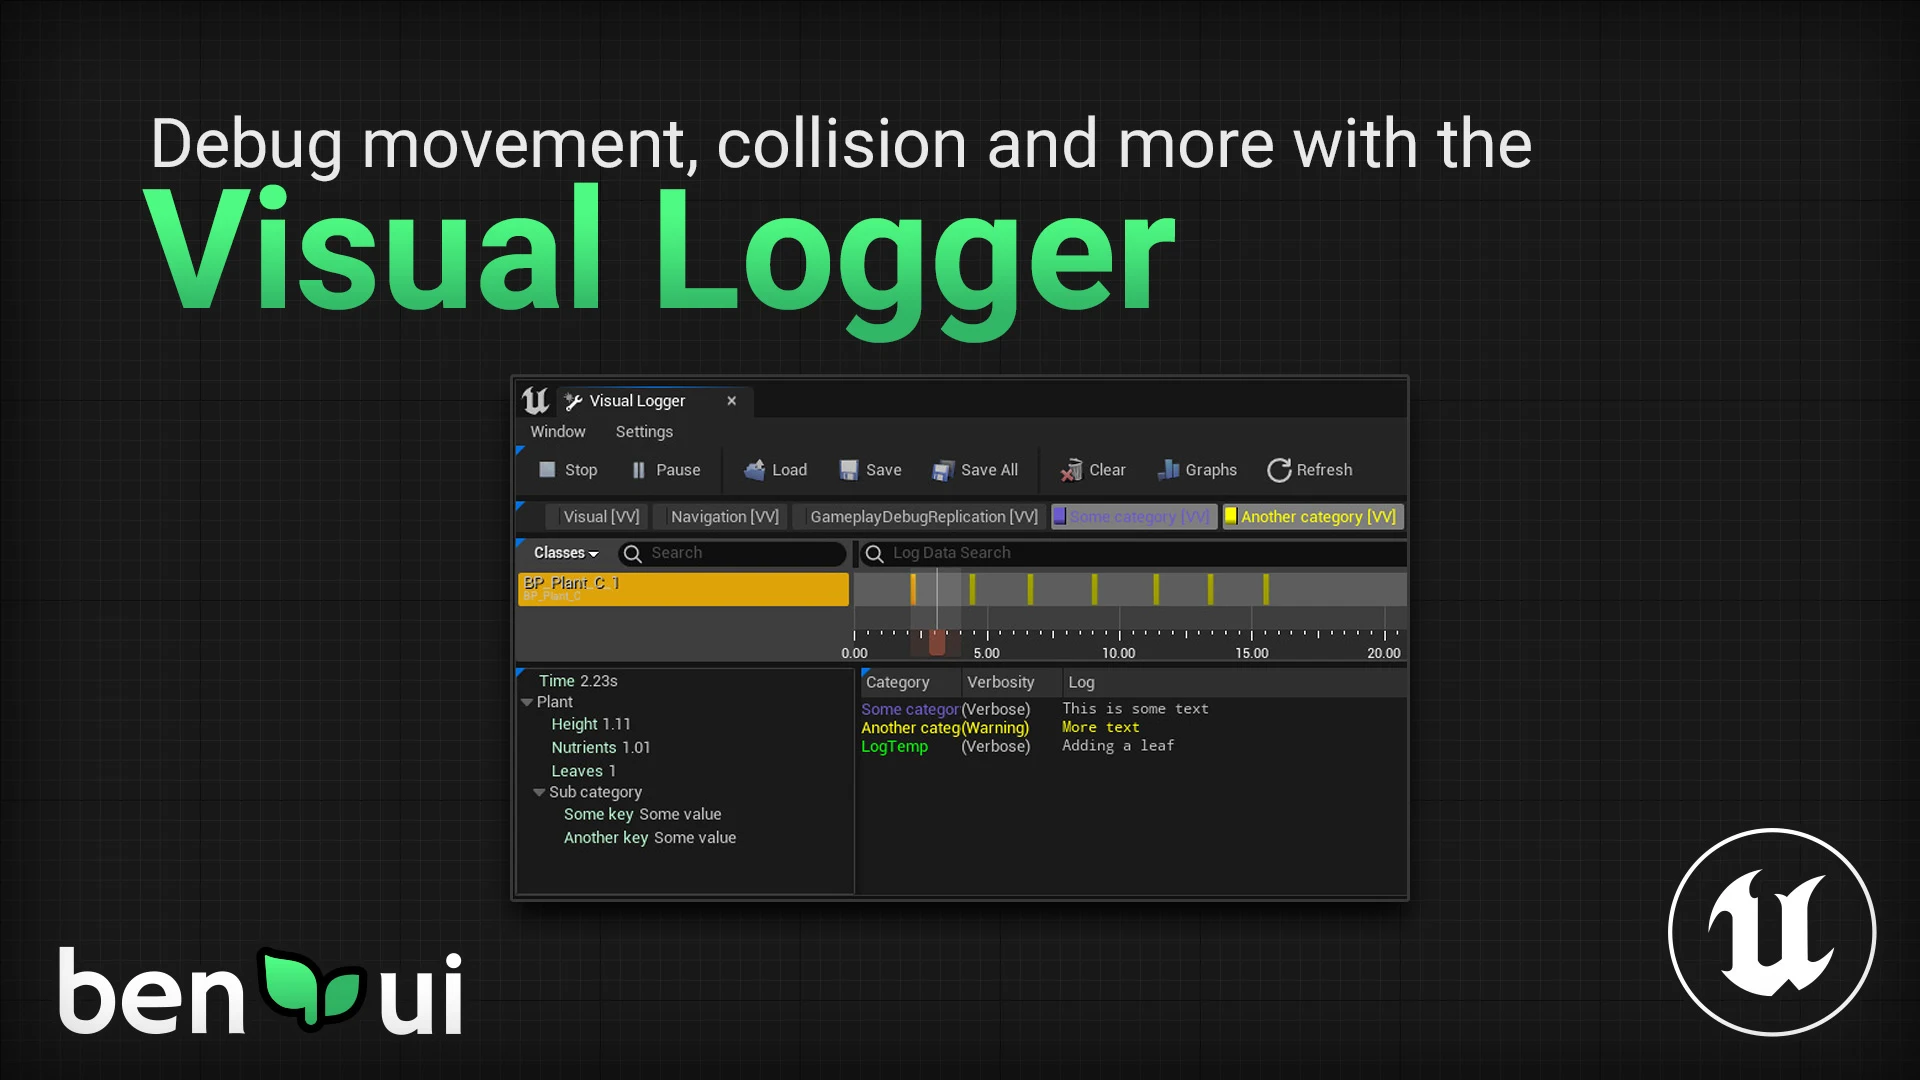 Debug movement, collision and more with the
Visual Logger
Visual Logger
Window Settings
Stop Pause Load Save Save All Clear Graphs Refresh
Visual [VV] Navigation [VV] GameplayDebugReplication [VV] Some category [VV] Another category [VV]
Classes Search Log Data Search
BP_Plant_C_1
BP_Plant_C
0.00 5.00 10.00 15.00 20.00
Time 2.23s
Plant
Height 1.11
Nutrients 1.01
Leaves 1
Sub category
Some key Some value
Another key Some value
Category Verbosity Log
Some categor (Verbose) This is some text
Another categ (Warning) More text
LogTemp (Verbose) Adding a leaf
ben ui